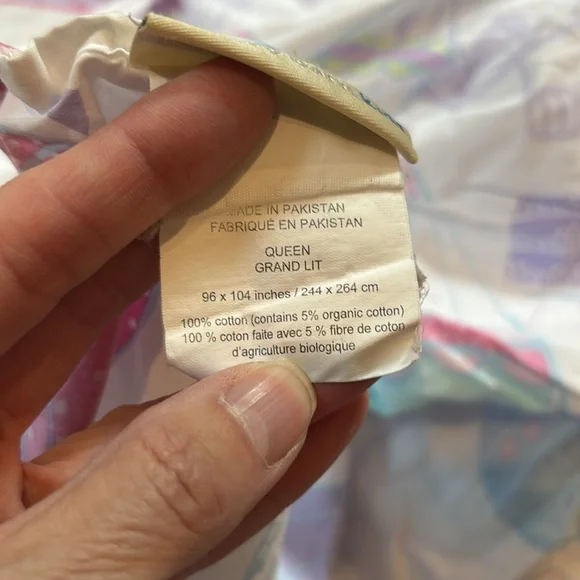 MADE IN PAKISTAN
FABRIQUÉ EN PAKISTAN
QUEEN
GRAND LIT
96 x 104 inches / 244 x 264 cm
100% cotton (contains 5% organic cotton)
100 % coton faite avec 5 % fibre de coton
d'agriculture biologique